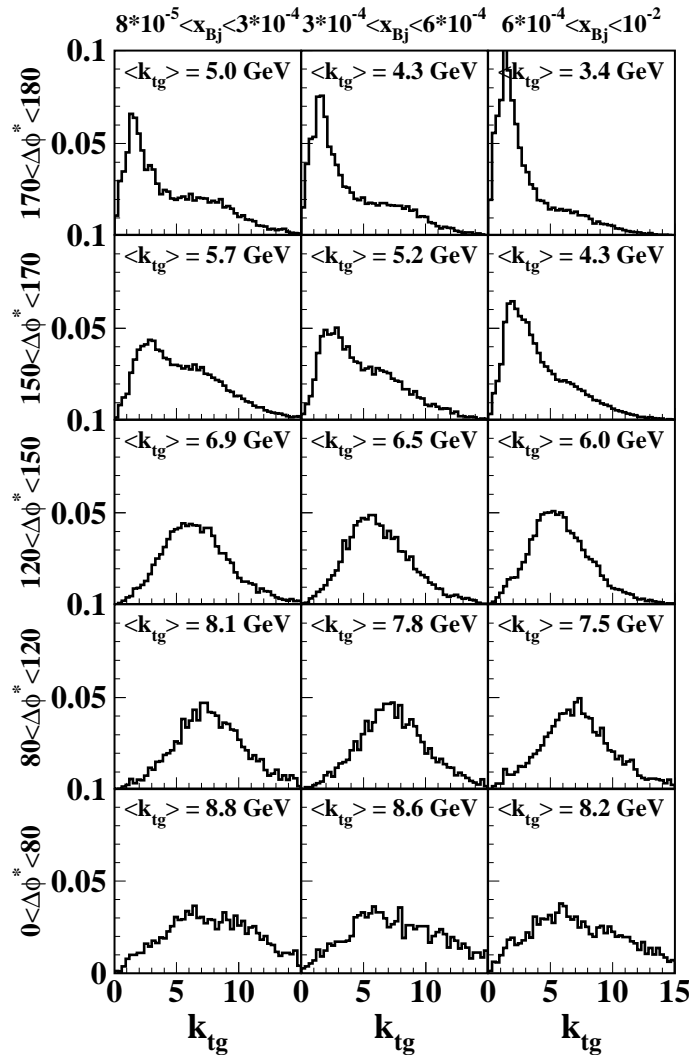 8*10⁻⁵<x_Bj<3*10⁻⁴ 3*10⁻⁴<x_Bj<6*10⁻⁴ 6*10⁻⁴<x_Bj<10⁻²
170<Δϕ* <180
0.1
0.05
<k_tg> = 5.0 GeV <k_tg> = 4.3 GeV <k_tg> = 3.4 GeV
150<Δϕ* <170
0.1
0.05
<k_tg> = 5.7 GeV <k_tg> = 5.2 GeV <k_tg> = 4.3 GeV
120<Δϕ* <150
0.1
0.05
<k_tg> = 6.9 GeV <k_tg> = 6.5 GeV <k_tg> = 6.0 GeV
80<Δϕ* <120
0.1
0.05
<k_tg> = 8.1 GeV <k_tg> = 7.8 GeV <k_tg> = 7.5 GeV
0<Δϕ* <80
0.1
0.05
0
<k_tg> = 8.8 GeV <k_tg> = 8.6 GeV <k_tg> = 8.2 GeV
0 5 10 0 5 10 0 5 10 15
k_tg k_tg k_tg